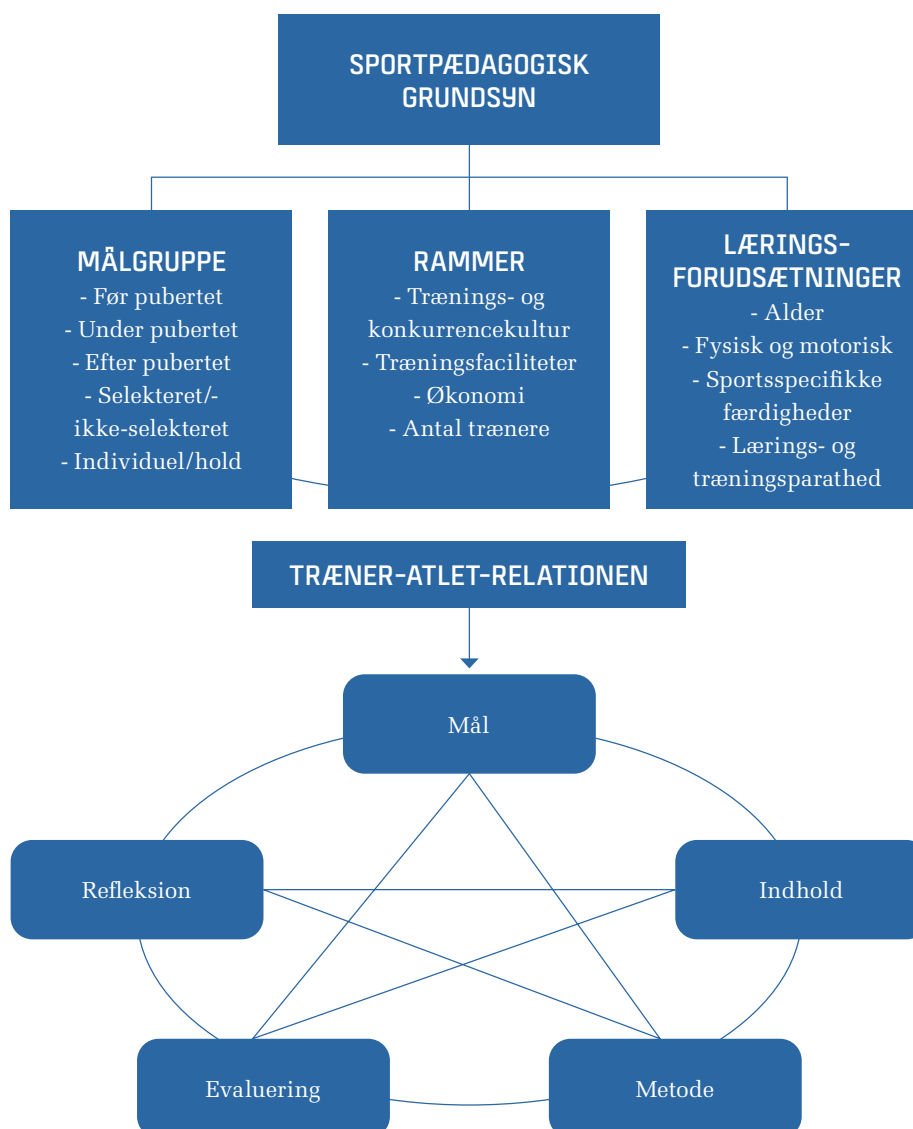 SPORTPÆDAGOGISK
GRUNDSYN
MÅLGRUPPE
- Før pubertet
- Under pubertet
- Efter pubertet
- Selekteret/-
ikke-selekteret
- Individuel/hold
RAMMER
- Trænings- og
konkurrencekultur
- Træningsfaciliteter
- Økonomi
- Antal trænere
LÆRINGS-
FORUDSÆTNINGER
- Alder
- Fysisk og motorisk
- Sportsspecifikke
færdigheder
- Lærings- og
træningsparathed
TRÆNER-ATLET-RELATIONEN
Mål
Refleksion
Indhold
Evaluering
Metode